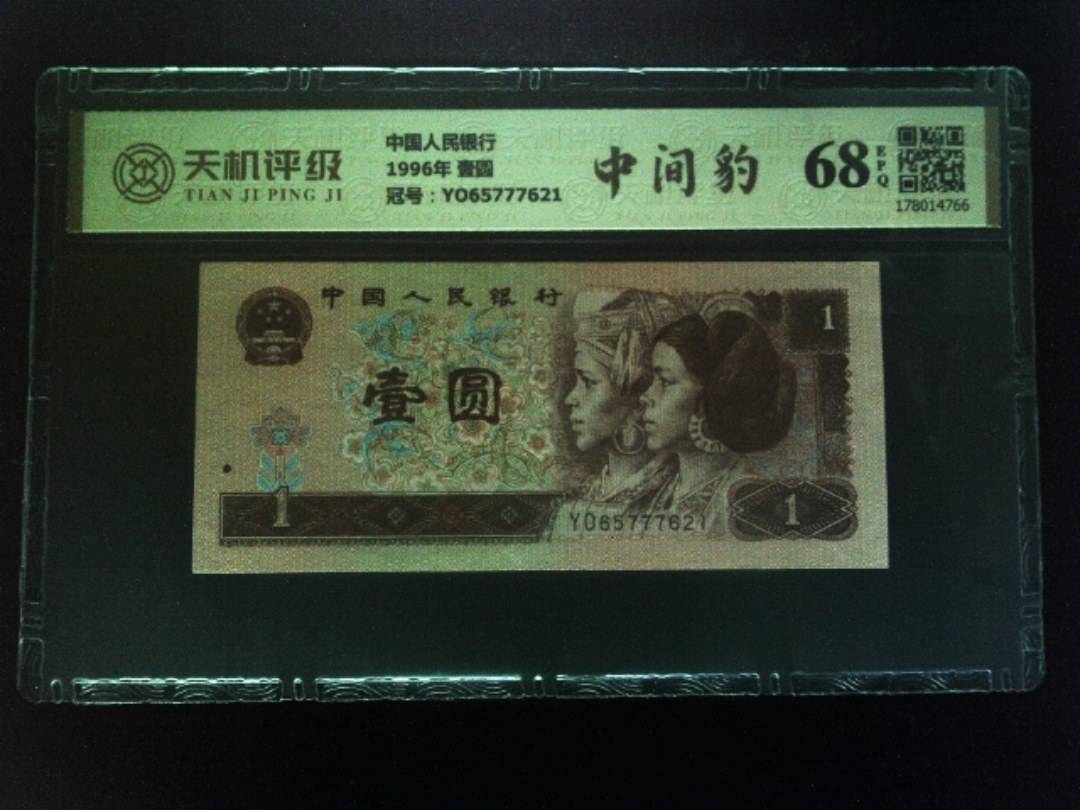 天机评级
TIAN JI PING JI
中国人民银行
1996年 壹圆
冠号：YO65777621
中间豹
68
EPQ
178014766
中国人民银行
1
壹圆
1
YO65777621
1